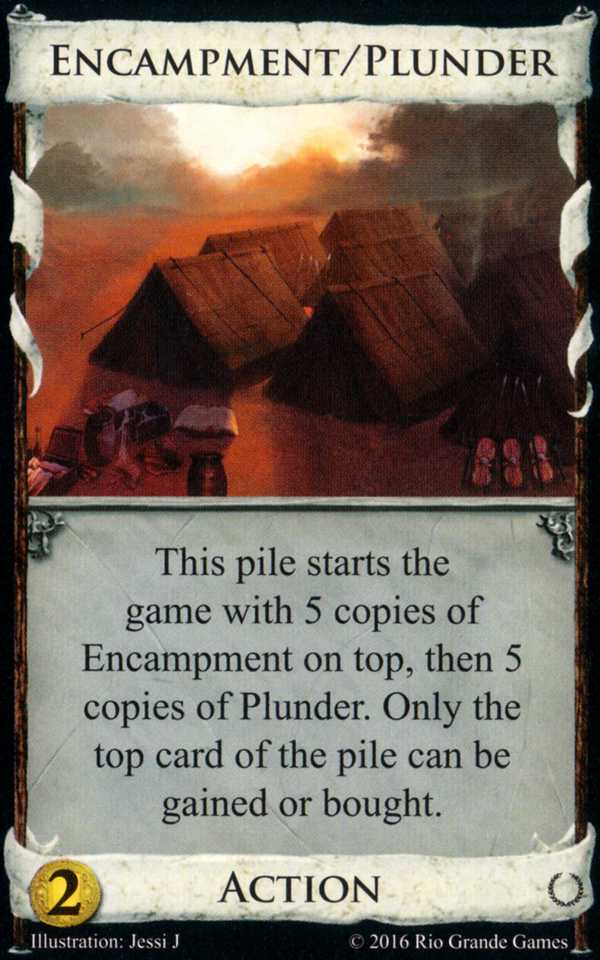 ENCAMPMENT/PLUNDER
This pile starts the
game with 5 copies of
Encampment on top, then 5
copies of Plunder. Only the
top card of the pile can be
gained or bought.
2
ACTION
Illustration: Jessi J
© 2016 Rio Grande Games